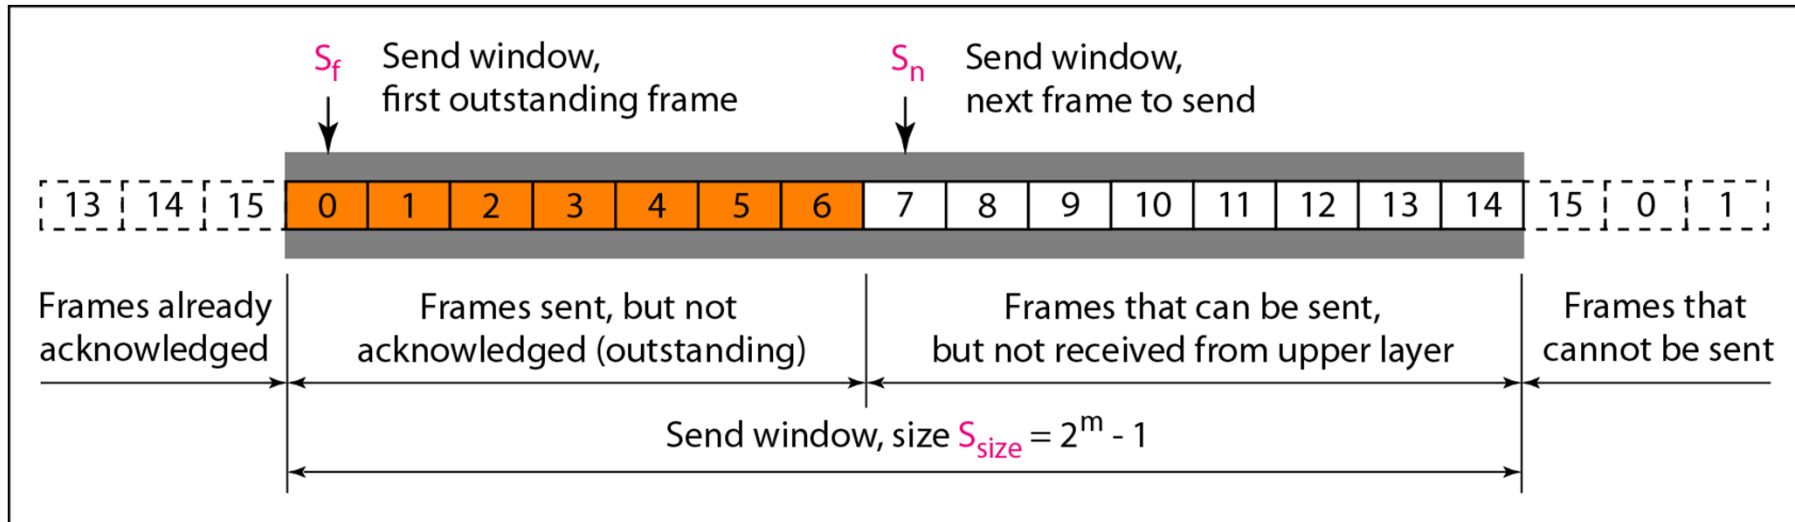 Sf Send window, Sn Send window,
first outstanding frame next frame to send
13 14 15 0 1 2 3 4 5 6 7 8 9 10 11 12 13 14 15 0 1
Frames already Frames sent, but not Frames that can be sent, Frames that
acknowledged acknowledged (outstanding) but not received from upper layer cannot be sent
Send window, size Ssize = 2^m - 1